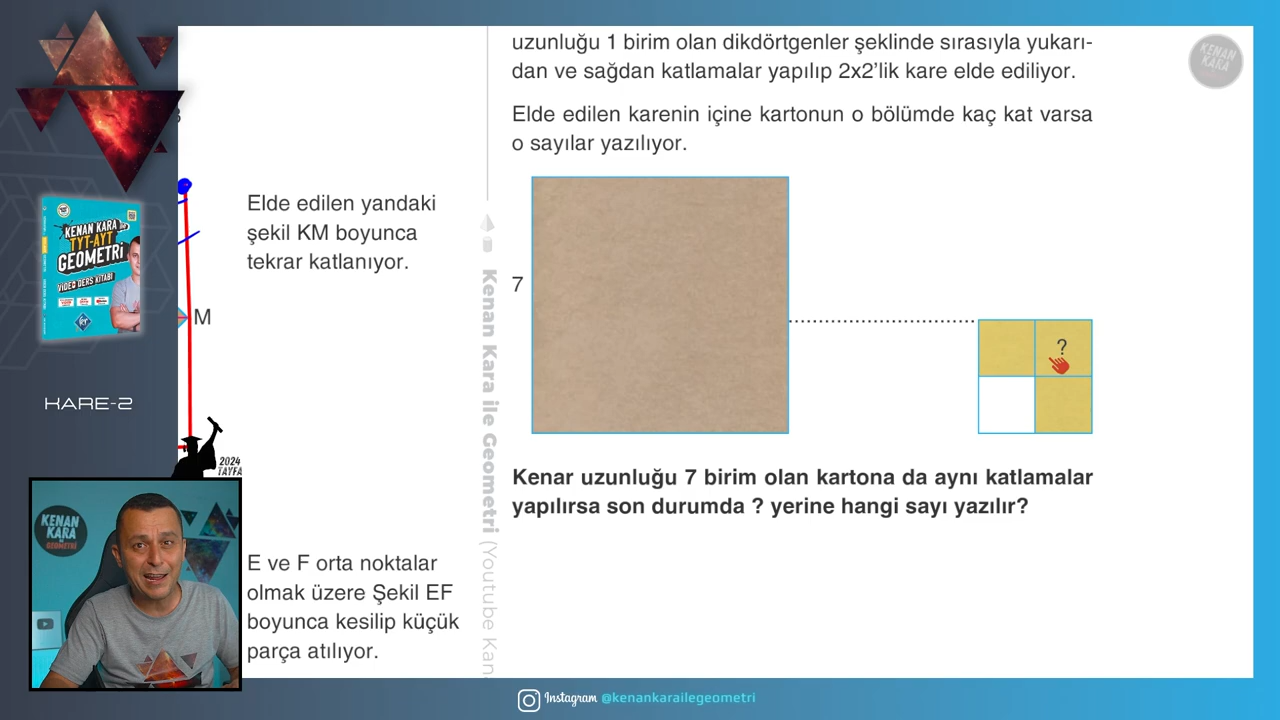 uzunluğu 1 birim olan dikdörtgenler şeklinde sırasıyla yukarı-
dan ve sağdan katlamalar yapılıp 2x2’lik kare elde ediliyor.
Elde edilen karenin içine kartonun o bölümde kaç kat varsa
o sayılar yazılıyor.
7
?
Kenar uzunluğu 7 birim olan kartona da aynı katlamalar
yapılırsa son durumda ? yerine hangi sayı yazılır?
Elde edilen yandaki
şekil KM boyunca
tekrar katlanıyor.
M
E ve F orta noktalar
olmak üzere Şekil EF
boyunca kesilip küçük
parça atılıyor.
Kenan Kara ile Geometri (Youtube Kan
KENAN
KARA
KENAN KARA
TYT-AYT
GEOMETRİ
VİDEO DERS KİTABI
KARE-2
2024
TAYFA
KENAN
KARA
GEOMETRİ
Instagram @kenankarailegeometri